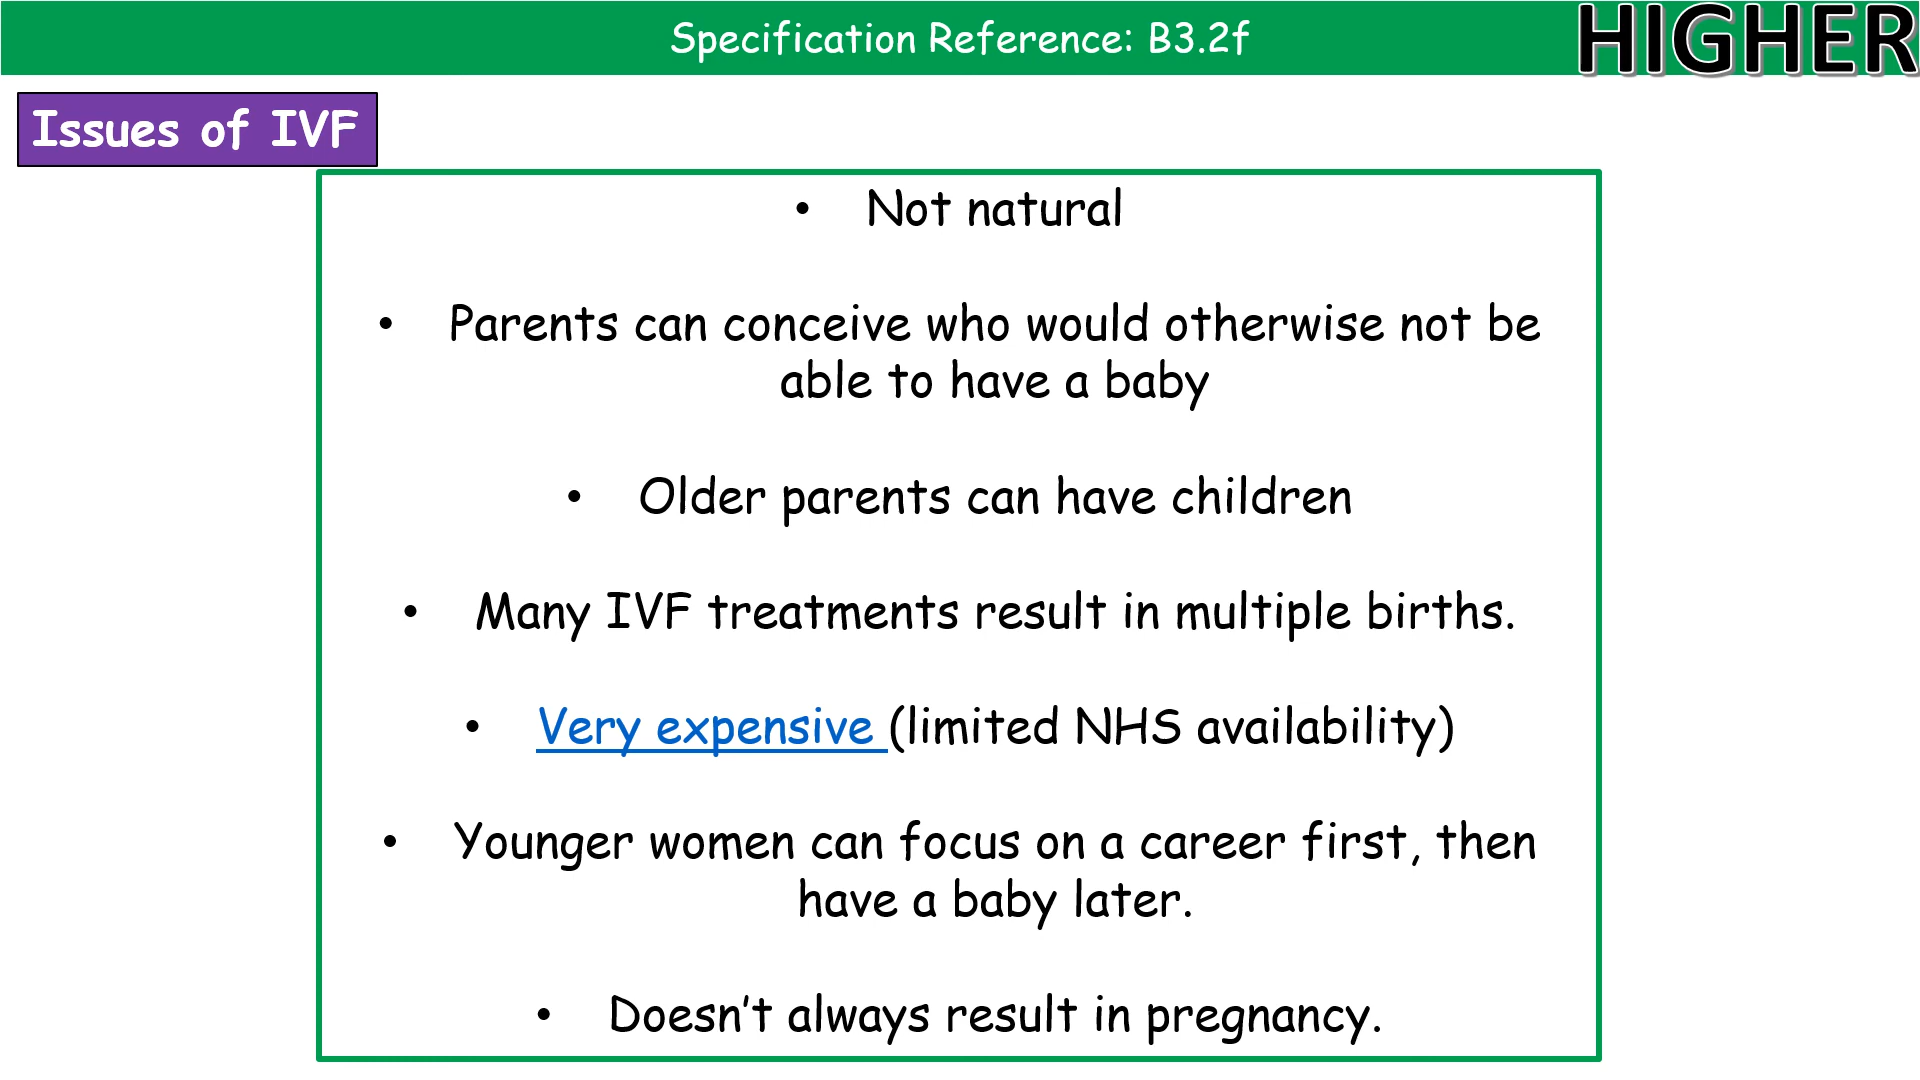 Specification Reference: B3.2f
HIGHER
Issues of IVF
• Not natural
• Parents can conceive who would otherwise not be
able to have a baby
• Older parents can have children
• Many IVF treatments result in multiple births.
• Very expensive (limited NHS availability)
• Younger women can focus on a career first, then
have a baby later.
• Doesn’t always result in pregnancy.